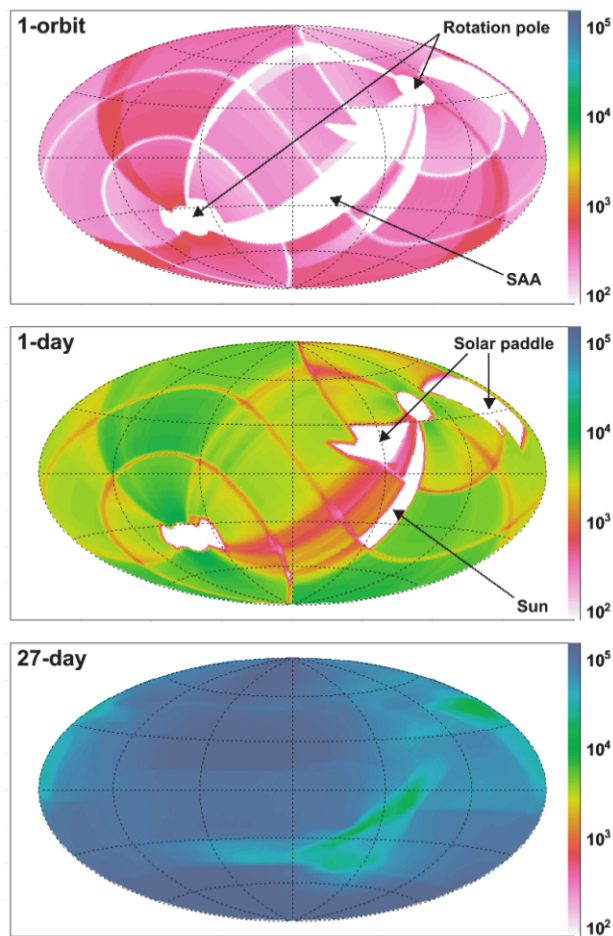 1-orbit
Rotation pole
SAA
10⁵
10⁴
10³
10²
1-day
Solar paddle
Sun
10⁵
10⁴
10³
10²
27-day
10⁵
10⁴
10³
10²